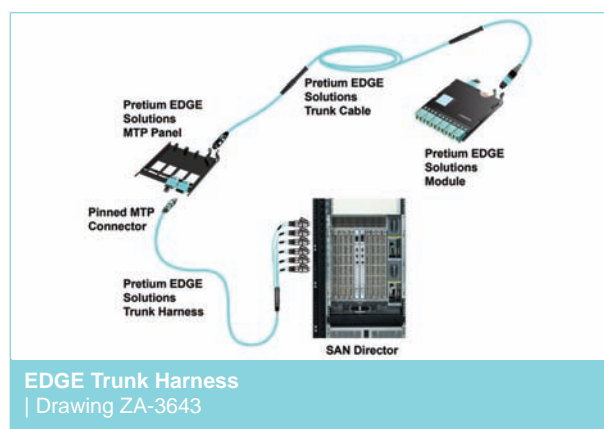 Pretium EDGE
Solutions
Trunk Cable
Pretium EDGE
Solutions
MTP Panel
Pretium EDGE
Solutions
Module
Pinned MTP
Connector
Pretium EDGE
Solutions
Trunk Harness
SAN Director
EDGE Trunk Harness
| Drawing ZA-3643